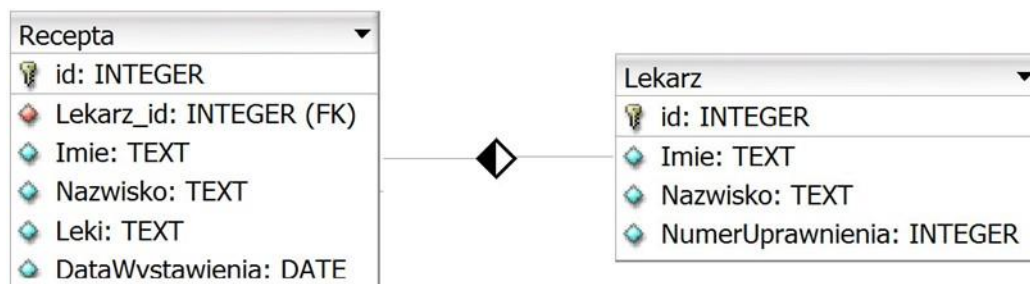 Recepta
id: INTEGER
Lekarz_id: INTEGER (FK)
Imie: TEXT
Nazwisko: TEXT
Leki: TEXT
DataWystawienia: DATE
Lekarz
id: INTEGER
Imie: TEXT
Nazwisko: TEXT
NumerUprawnienia: INTEGER